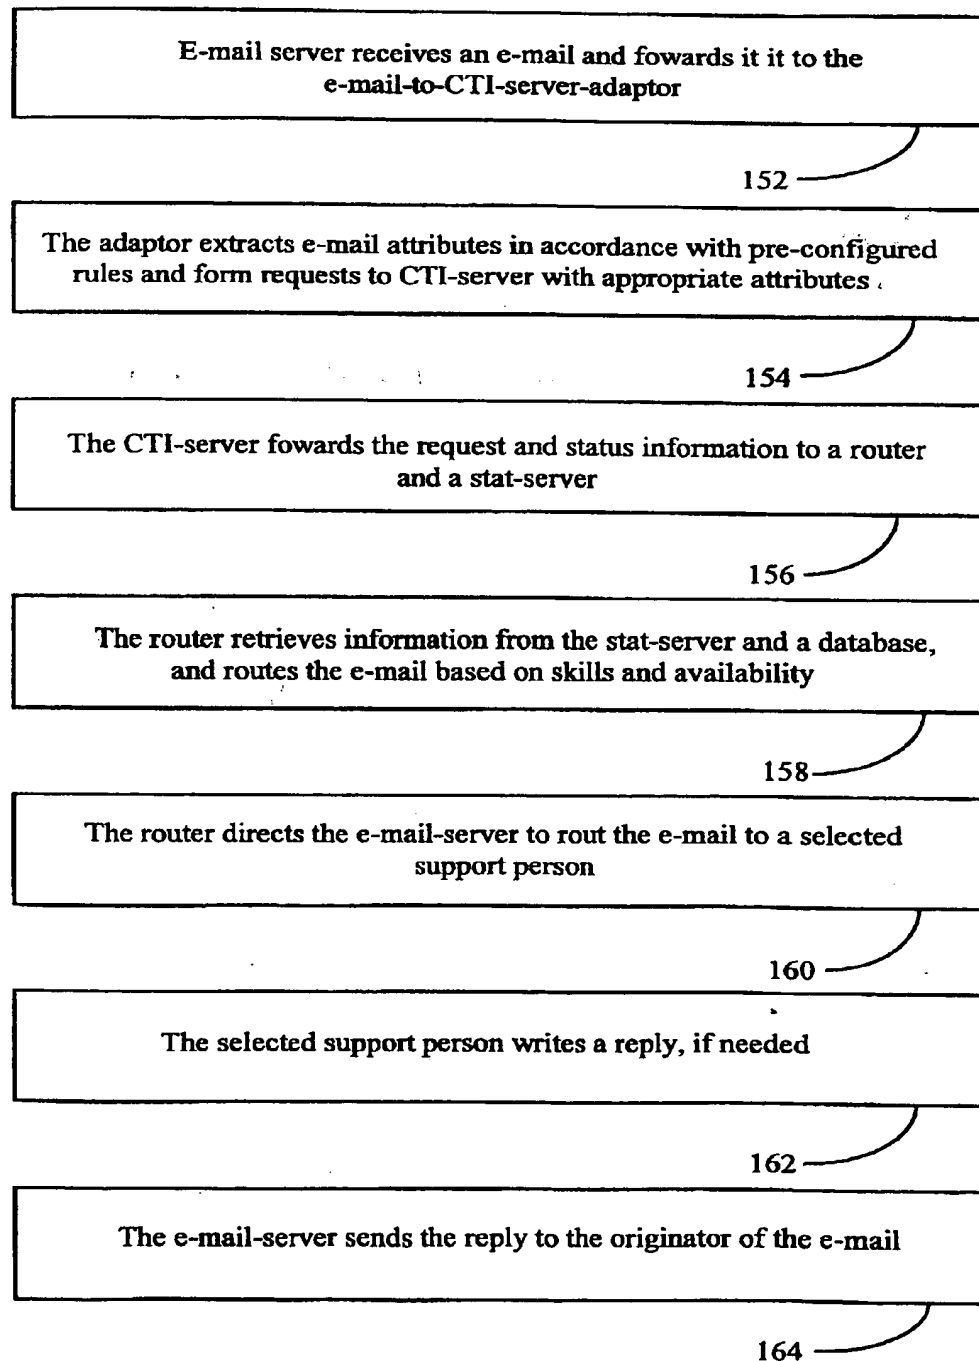 E-mail server receives an e-mail and fowards it it to the
e-mail-to-CTI-server-adaptor
152
The adaptor extracts e-mail attributes in accordance with pre-configured
rules and form requests to CTI-server with appropriate attributes .
154
The CTI-server fowards the request and status information to a router
and a stat-server
156
The router retrieves information from the stat-server and a database,
and routes the e-mail based on skills and availability
158
The router directs the e-mail-server to rout the e-mail to a selected
support person
160
The selected support person writes a reply, if needed
162
The e-mail-server sends the reply to the originator of the e-mail
164